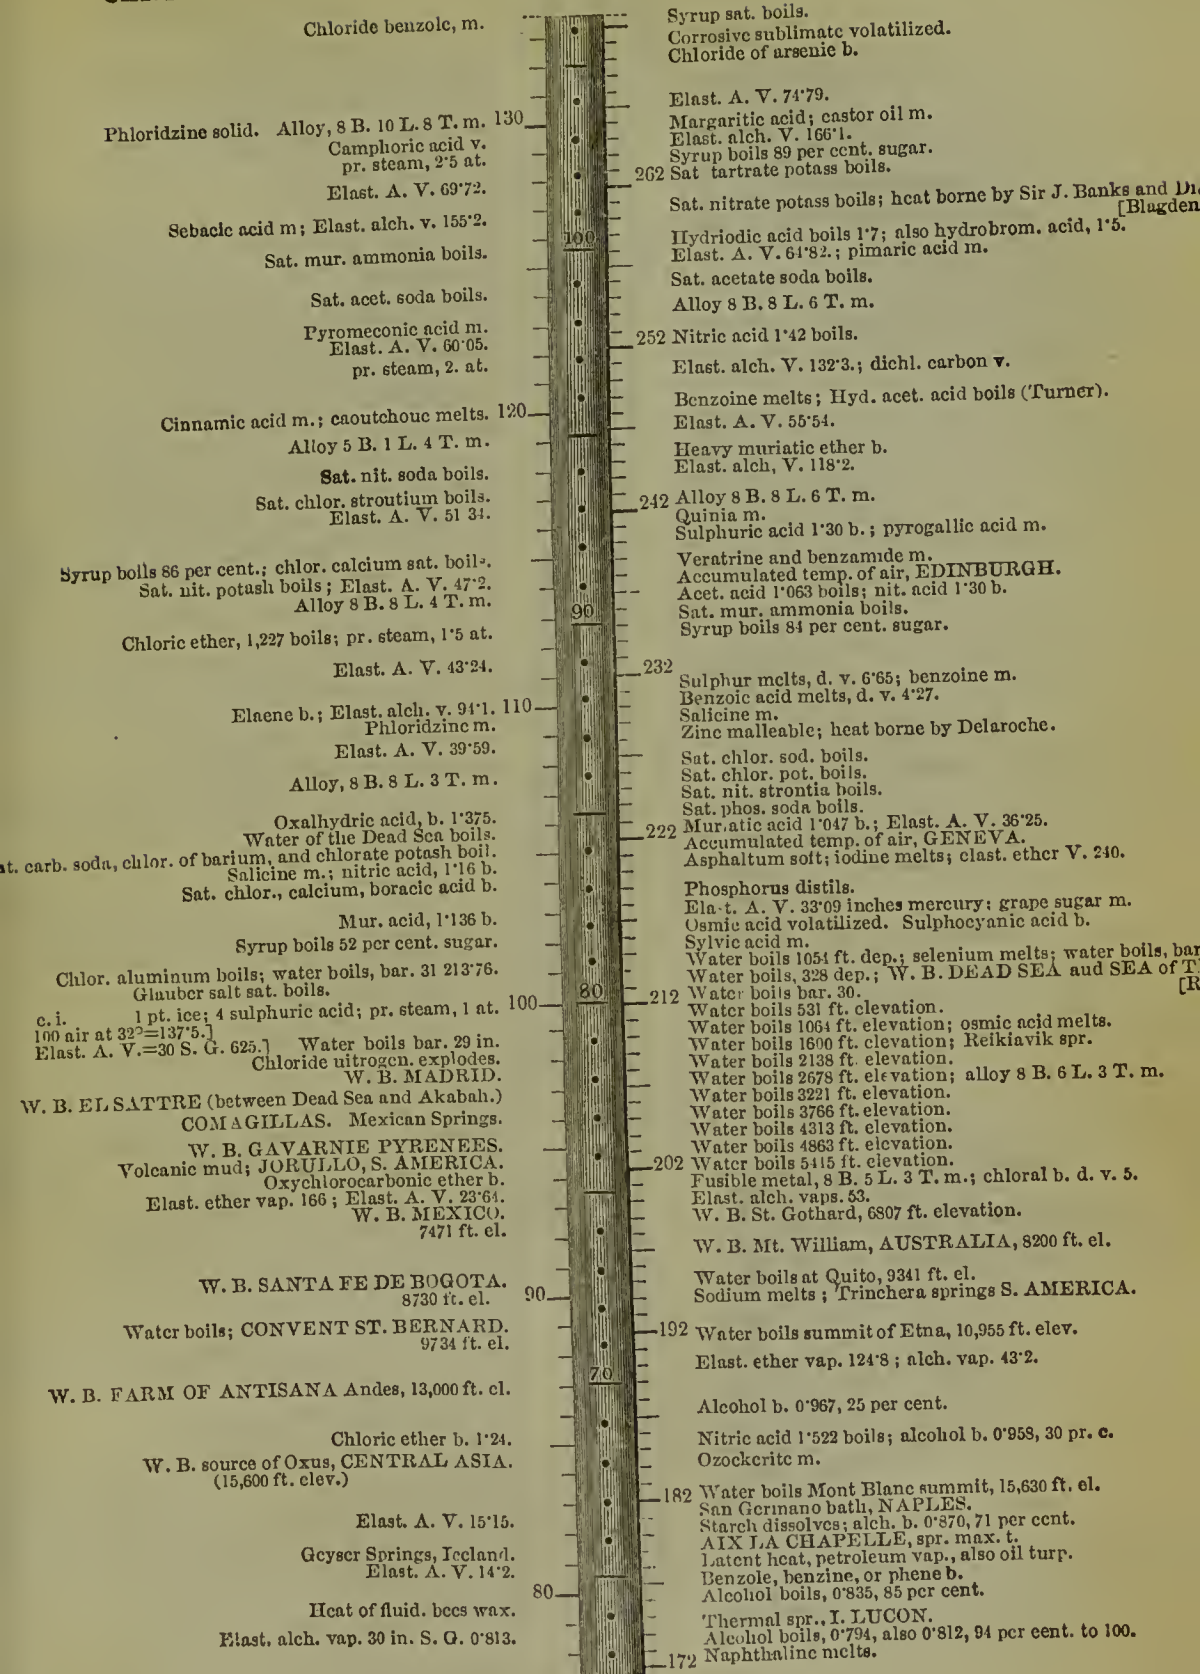 Chloride benzole, m.
Phloridzine solid. Alloy, 8 B. 10 L. 8 T. m. 130
Camphoric acid v.
pr. steam, 2·5 at.
Elast. A. V. 69·72.
Sebacic acid m; Elast. alch. v. 155·2.
Sat. mur. ammonia boils.
Sat. acet. soda boils.
Pyromeconic acid m.
Elast. A. V. 60·05.
pr. steam, 2. at.
Cinnamic acid m.; caoutchouc melts. 120
Alloy 5 B. 1 L. 4 T. m.
Sat. nit. soda boils.
Sat. chlor. stroutium boils.
Elast. A. V. 51 34.
Syrup boils 86 per cent.; chlor. calcium sat. boils.
Sat. nit. potash boils; Elast. A. V. 47·2.
Alloy 8 B. 8 L. 4 T. m.
Chloric ether, 1,227 boils; pr. steam, 1·5 at.
Elast. A. V. 43·24.
Elaene b.; Elast. alch. v. 94·1. 110
Phloridzine m.
Elast. A. V. 39·59.
Alloy, 8 B. 8 L. 3 T. m.
Oxalhydric acid, b. 1·375.
Water of the Dead Sea boils.
at. carb. soda, chlor. of barium, and chlorate potash boil.
Salicine m.; nitric acid, 1·16 b.
Sat. chlor., calcium, boracic acid b.
Mur. acid, 1·136 b.
Syrup boils 52 per cent. sugar.
Chlor. aluminum boils; water boils, bar. 31 213·76.
Glauber salt sat. boils.
c.i. 1 pt. ice; 4 sulphuric acid; pr. steam, 1 at. 100
100 air at 32°=137·5.]
Elast. A. V.=30 S. G. 625.] Water boils bar. 29 in.
Chloride uitrogen. explodes.
W. B. MADRID.
W. B. EL SATTRE (between Dead Sea and Akabah.)
COMAGILLAS. Mexican Springs.
W. B. GAVARNIE PYRENEES.
Volcanic mud; JORULLO, S. AMERICA.
Oxychlorocarbonic ether b.
Elast. ether vap. 166; Elast. A. V. 23·64.
W. B. MEXICO.
7471 ft. el.
W. B. SANTA FE DE BOGOTA.
8730 ft. el. 90
Water boils; CONVENT ST. BERNARD.
9734 ft. el.
W. B. FARM OF ANTISANA Andes, 13,000 ft. el.
Chloric ether b. 1·24.
W. B. source of Oxus, CENTRAL ASIA.
(15,600 ft. elev.)
Elast. A. V. 15·15.
Geyser Springs, Iceland.
Elast. A. V. 14·2.
80
Heat of fluid. bees wax.
Elast. alch. vap. 30 in. S. G. 0·813.
100
90
80
70
Syrup sat. boils.
Corrosive sublimate volatilized.
Chloride of arsenic b.
Elast. A. V. 74·79.
Margaritic acid; castor oil m.
Elast. alch. V. 166·1.
Syrup boils 89 per cent. sugar.
262 Sat tartrate potass boils.
Sat. nitrate potass boils; heat borne by Sir J. Banks and
[Blagden
Hydriodic acid boils 1·7; also hydrobrom. acid, 1·5.
Elast. A. V. 64·82.; pimaric acid m.
Sat. acetate soda boils.
Alloy 8 B. 8 L. 6 T. m.
252 Nitric acid 1·42 boils.
Elast. alch. V. 132·3.; dichl. carbon v.
Benzoine melts; Hyd. acet. acid boils (Turner).
Elast. A. V. 55·54.
Heavy muriatic ether b.
Elast. alch, V. 118·2.
242 Alloy 8 B. 8 L. 6 T. m.
Quinia m.
Sulphuric acid 1·30 b.; pyrogallic acid m.
Veratrine and benzamide m.
Accumulated temp. of air, EDINBURGH.
Acet. acid 1·063 boils; nit. acid 1·30 b.
Sat. mur. ammonia boils.
Syrup boils 84 per cent. sugar.
232
Sulphur melts, d. v. 6·65; benzoine m.
Benzoic acid melts, d. v. 4·27.
Salicine m.
Zinc malleable; heat borne by Delaroche.
Sat. chlor. sod. boils.
Sat. chlor. pot. boils.
Sat. nit. strontia boils.
Sat. phos. soda boils.
222 Muriatic acid 1·047 b.; Elast. A. V. 36·25.
Accumulated temp. of air, GENEVA.
Asphaltum soft; iodine melts; elast. ether V. 240.
Phosphorus distils.
Elast. A. V. 33·09 inches mercury; grape sugar m.
Osmic acid volatilized. Sulphocyanic acid b.
Sylvic acid m.
Water boils 1054 ft. dep.; selenium melts; water boils, bar
Water boils, 328 dep.; W. B. DEAD SEA aud SEA of T
[R
212 Water boils bar. 30.
Water boils 531 ft. elevation.
Water boils 1064 ft. elevation; osmic acid melts.
Water boils 1600 ft. elevation; Reikiavik spr.
Water boils 2138 ft. elevation.
Water boils 2678 ft. elevation; alloy 8 B. 6 L. 3 T. m.
Water boils 3221 ft. elevation.
Water boils 3766 ft. elevation.
Water boils 4313 ft. elevation.
Water boils 4863 ft. elevation.
202 Water boils 5415 ft. elevation.
Fusible metal, 8 B. 5 L. 3 T. m.; chloral b. d. v. 5.
Elast. alch. vaps. 53.
W. B. St. Gothard, 6807 ft. elevation.
W. B. Mt. William, AUSTRALIA, 8200 ft. el.
Water boils at Quito, 9341 ft. el.
Sodium melts; Trinchera springs S. AMERICA.
192 Water boils summit of Etna, 10,955 ft. elev.
Elast. ether vap. 124·8; alch. vap. 43·2.
Alcohol b. 0·967, 25 per cent.
Nitric acid 1·522 boils; alcohol b. 0·958, 30 pr. c.
Ozockerite m.
182 Water boils Mont Blanc summit, 15,630 ft. el.
San Germano bath, NAPLES.
Starch dissolves; alch. b. 0·870, 71 per cent.
AIX LA CHAPELLE, spr. max. t.
Latent heat, petroleum vap., also oil turp.
Benzole, benzine, or phene b.
Alcohol boils, 0·835, 85 per cent.
Thermal spr., I. LUCON.
Alcohol boils, 0·794, also 0·812, 94 per cent. to 100.
172 Naphthaline melts.